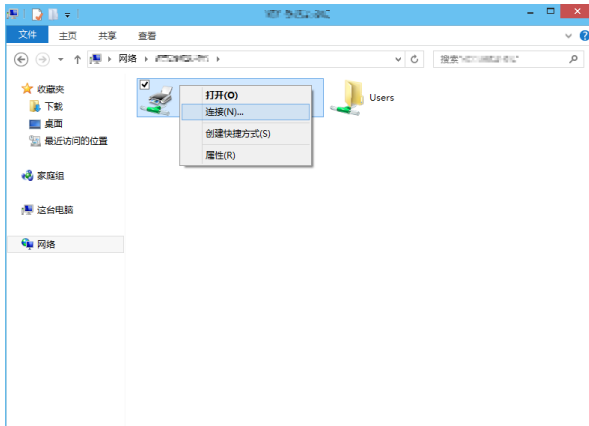 文件 主页 共享 查看
网络
搜索"
收藏夹
下载
桌面
最近访问的位置
家庭组
这台电脑
网络
打开(O)
连接(N)...
创建快捷方式(S)
属性(R)
Users